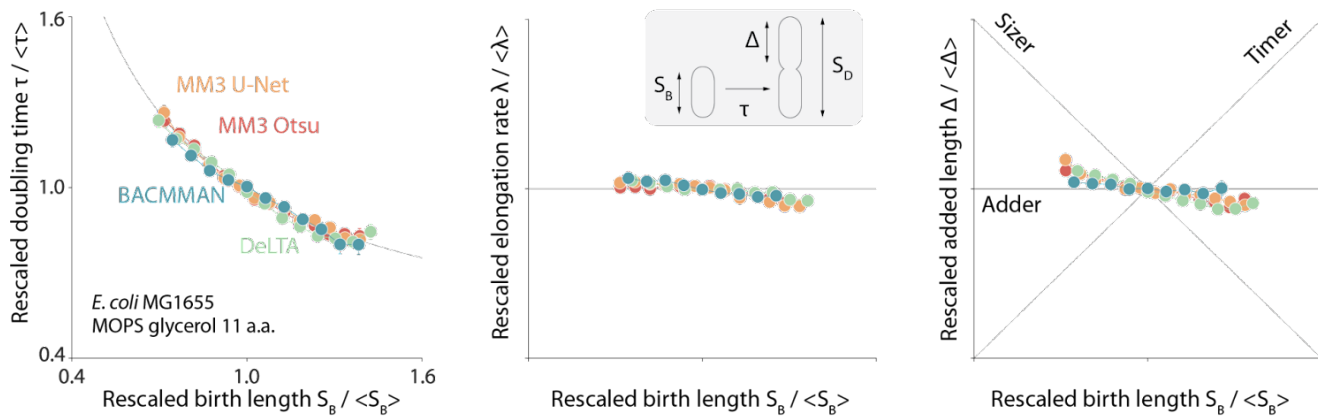 Rescaled doubling time τ / <τ>
1.6
1.0
0.4
MM3 U-Net
MM3 Otsu
BACMMAN
DeLTA
E. coli MG1655
MOPS glycerol 11 a.a.
0.4
1.0
1.6
Rescaled birth length S_B / <S_B>
Rescaled elongation rate λ / <λ>
S_B
τ
Δ
S_D
Rescaled birth length S_B / <S_B>
Rescaled added length Δ / <Δ>
Sizer
Timer
Adder
Rescaled birth length S_B / <S_B>